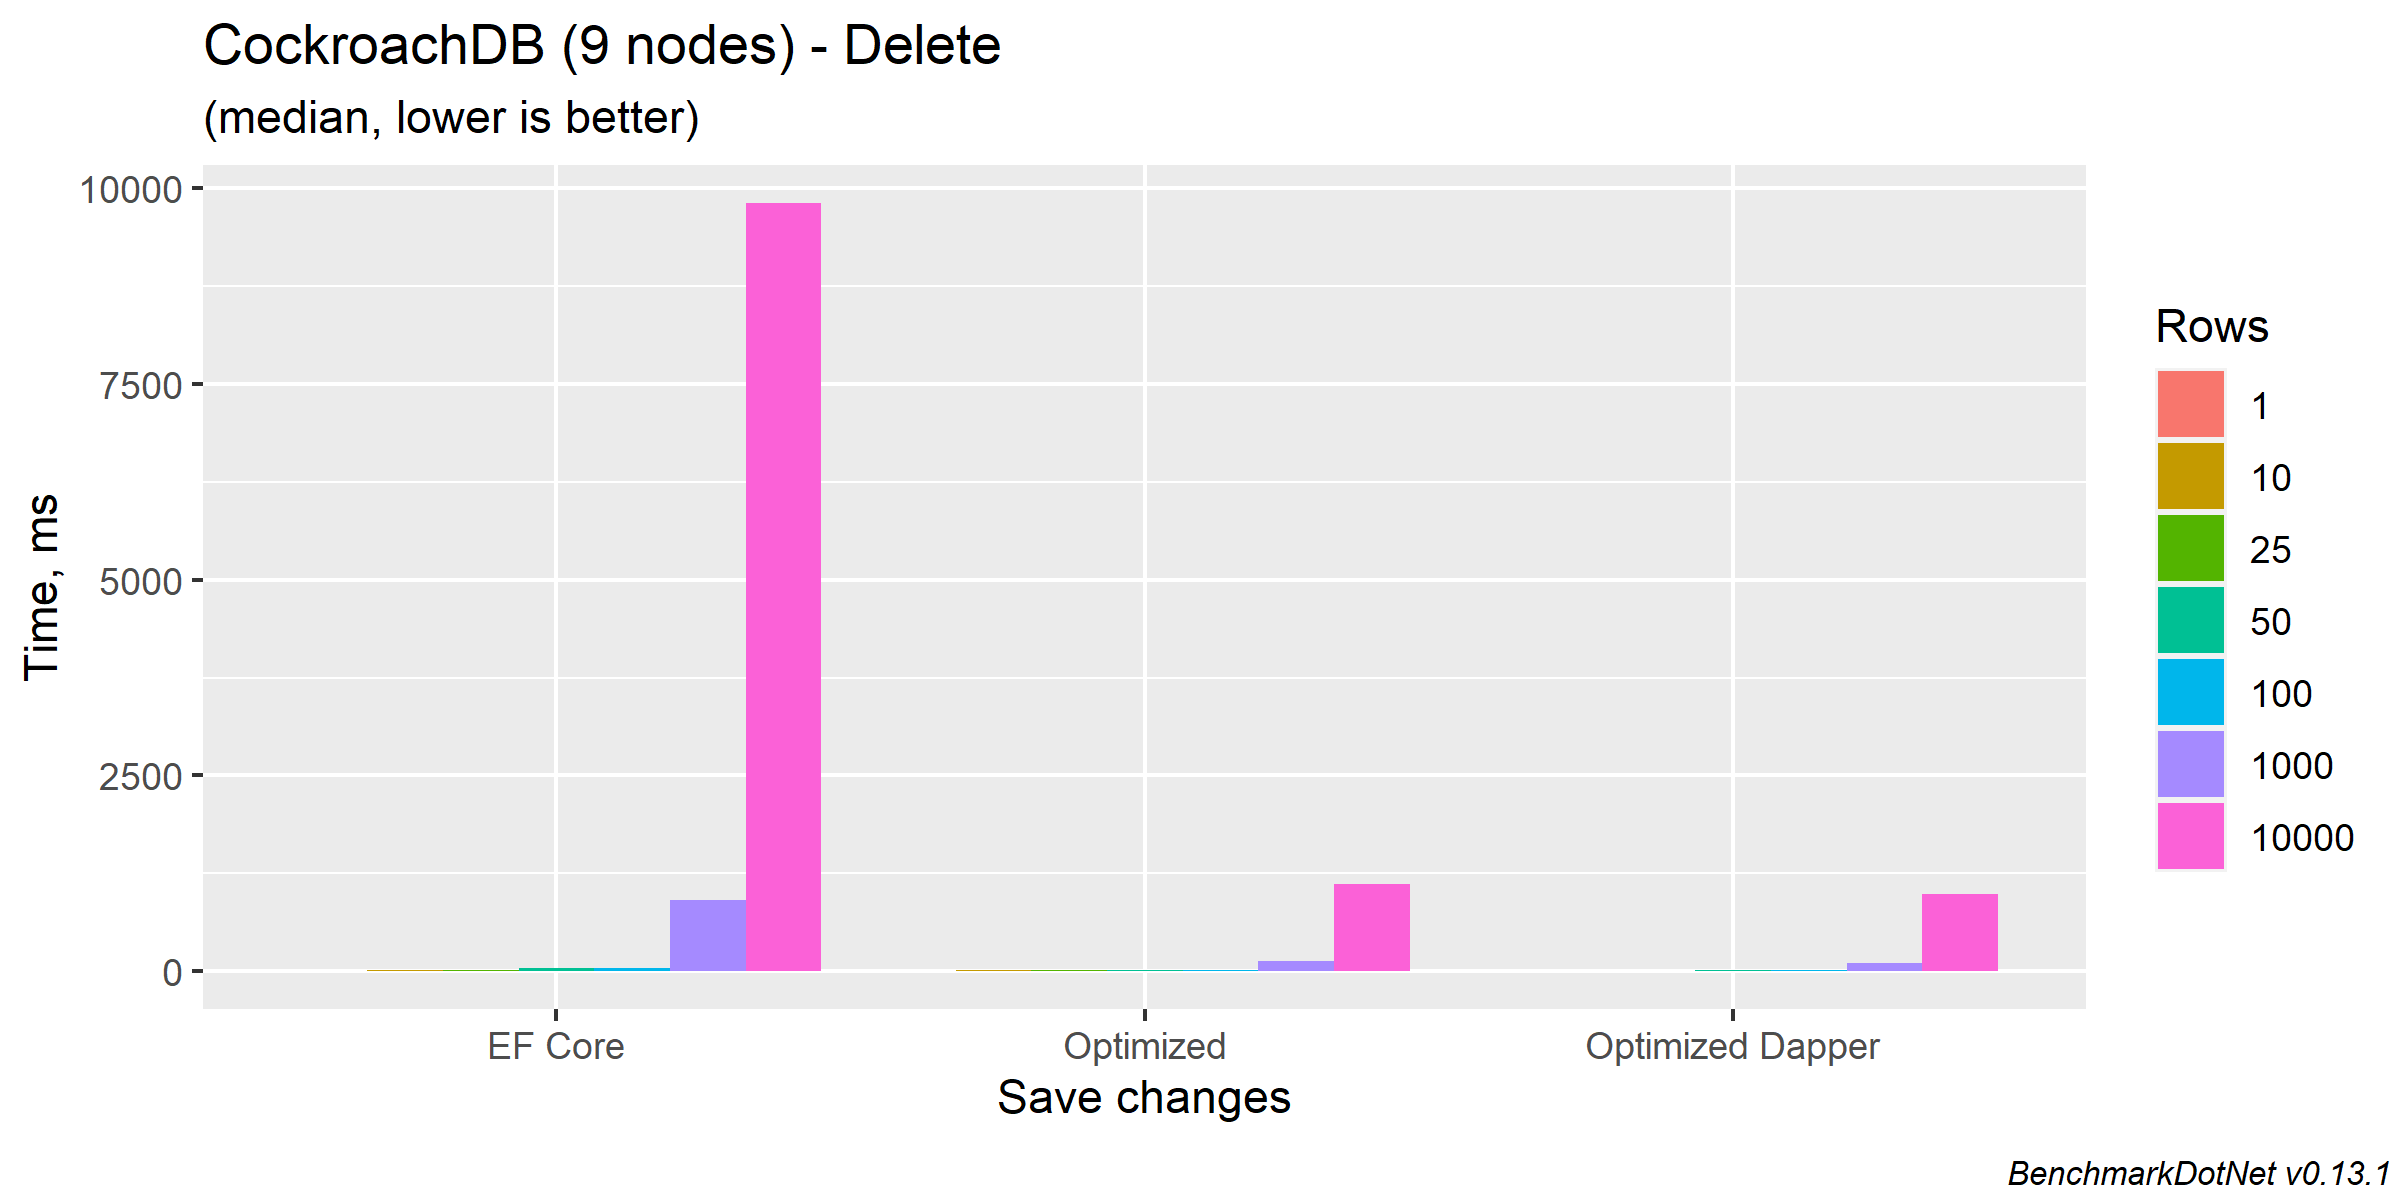 CockroachDB (9 nodes) - Delete
(median, lower is better)
10000
7500
5000
2500
0
Time, ms
EF Core
Optimized
Optimized Dapper
Save changes
Rows
1
10
25
50
100
1000
10000
BenchmarkDotNet v0.13.1